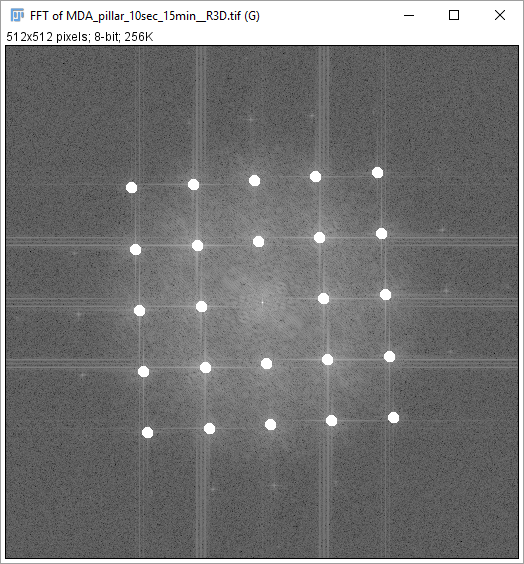 FFT of MDA_pillar_10sec_15min__R3D.tif (G)
512x512 pixels; 8-bit; 256K